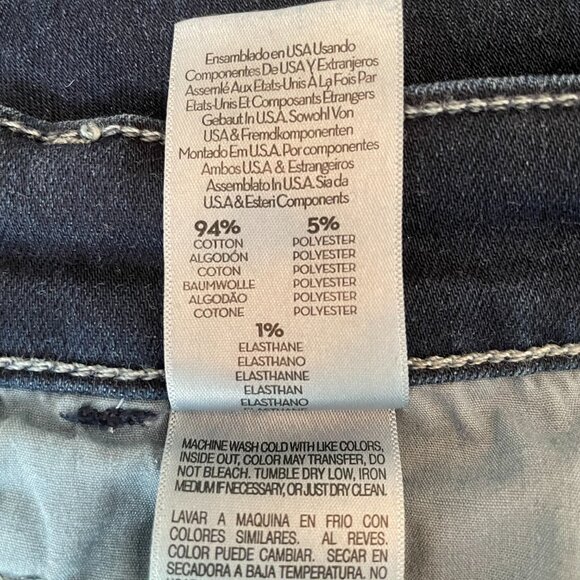 Ensamblado en USA Usando
Componentes De USA Y Extranjeros
Assemlé Aux Etats-Unis À La Fois Par
Etats-Unis Et Composants Étrangers
Gebaut In U.S.A. Sowohl Von
USA & Fremdkomponenten
Montado Em U.S.A. Por componentes
Ambos U.S.A & Estrangeiros
Assemblato In U.S.A. Sia da
U.S.A & Esteri Components
94% 5%
COTTON POLYESTER
ALGODÓN POLYESTER
COTON POLYESTER
BAUMWOLLE POLYESTER
ALGODÃO POLYESTER
COTONE POLYESTER
1%
ELASTHANE
ELASTHANO
ELASTHANNE
ELASTHAN
ELASTHANO
MACHINE WASH COLD WITH LIKE COLORS,
INSIDE OUT, COLOR MAY TRANSFER, DO
NOT BLEACH. TUMBLE DRY LOW, IRON
MEDIUM IF NECESSARY, OR JUST DRY CLEAN.
LAVAR A MAQUINA EN FRIO CON
COLORES SIMILARES. AL REVES.
COLOR PUEDE CAMBIAR. SECAR EN
SECADORA A BAJA TEMPERATURA. NO